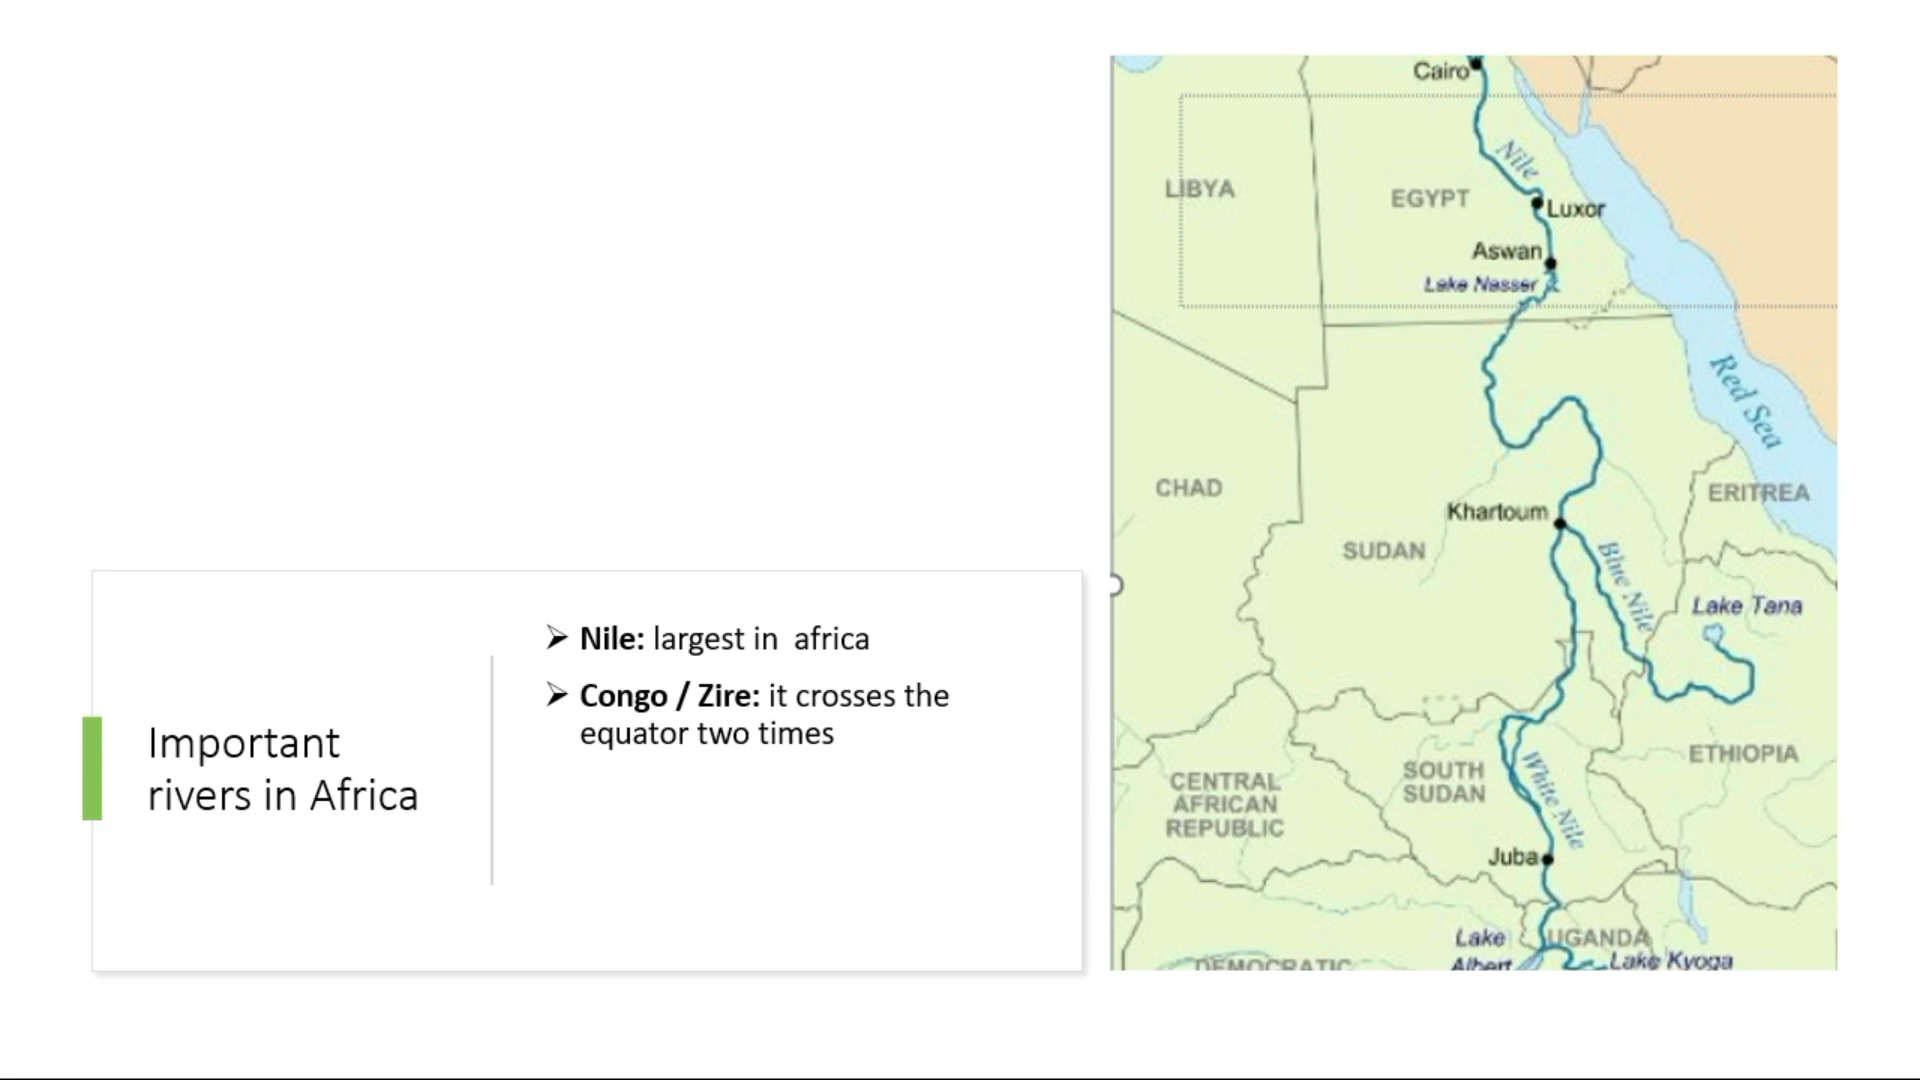 Important
rivers in Africa
➢ Nile: largest in africa
➢ Congo / Zire: it crosses the
equator two times
Cairo
Nile
LIBYA
EGYPT
Luxor
Aswan
Lake Nasser
Red Sea
CHAD
ERITREA
Khartoum
SUDAN
Blue Nile
Lake Tana
ETHIOPIA
SOUTH
SUDAN
White Nile
CENTRAL
AFRICAN
REPUBLIC
Juba
Lake
Albert
UGANDA
Lake Kyoga
DEMOCRATIC